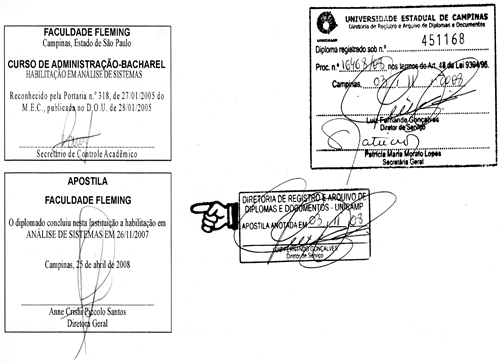 FACULDADE FLEMING
Campinas, Estado de São Paulo
CURSO DE ADMINISTRAÇÃO-BACHAREL
HABILITAÇÃO EM ANÁLISE DE SISTEMAS
Reconhecido pela Portaria n.º 318, de 27/01/2005 do
M.E.C., publicada no D.O.U. de 28/01/2005
Secretário de Controle Acadêmico
APOSTILA
FACULDADE FLEMING
O diplomado concluiu nesta Instituição a habilitação em
ANÁLISE DE SISTEMAS EM 26/11/2007
Campinas, 25 de abril de 2008
Anne Crishi Piccolo Santos
Diretora Geral
UNIVERSIDADE ESTADUAL DE CAMPINAS
Diretoria de Registro e Arquivo de Diplomas e Documentos
UNICAMP
Diploma registrado sob n.º 451168
Proc. n.º nos termos do Art. 48 da Lei 9394/96.
Campinas, 03 11 2008
Luiz Fernando Gonçalves
Diretor de Serviço
Patricia Maria Morato Lopes
Secretária Geral
DIRETORIA DE REGISTRO E ARQUIVO DE
DIPLOMAS E DOCUMENTOS - UNICAMP
APOSTILA ANOTADA EM 03 11 08
LUIZ FERNANDO GONÇALVES
Diretor de Serviço